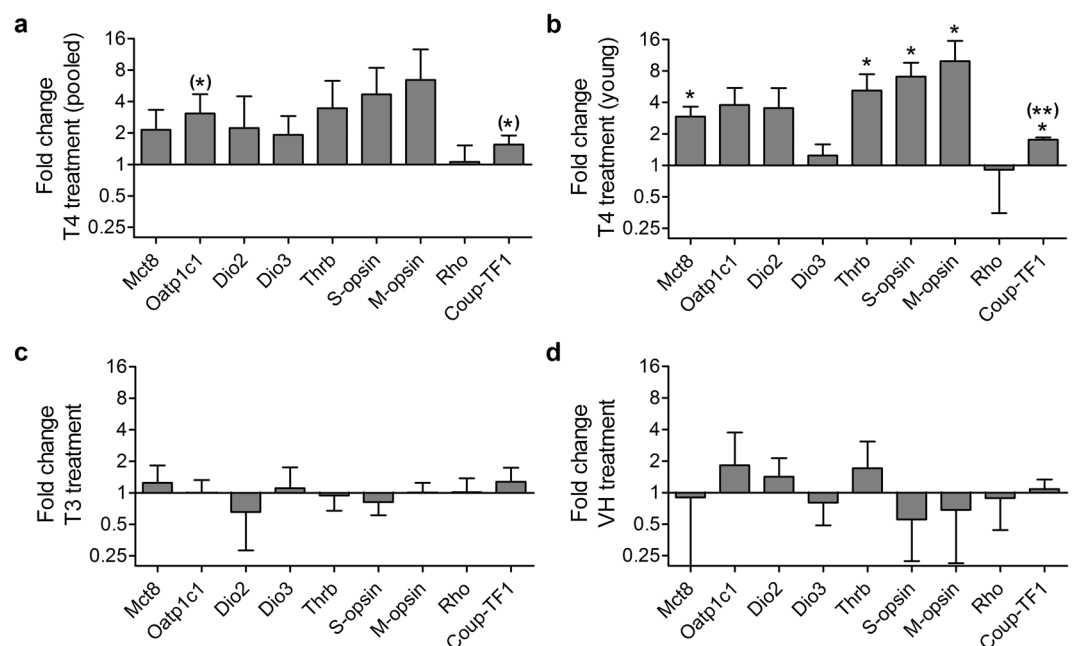 a
Fold change
T4 treatment (pooled)
16
8
4
2
1
0.5
0.25
(*)
(*)
Mct8
Oatp1c1
Dio2
Dio3
Thrb
S-opsin
M-opsin
Rho
Coup-TF1
b
Fold change
T4 treatment (young)
16
8
4
2
1
0.5
0.25
*
*
*
*
(**)
*
Mct8
Oatp1c1
Dio2
Dio3
Thrb
S-opsin
M-opsin
Rho
Coup-TF1
c
Fold change
T3 treatment
16
8
4
2
1
0.5
0.25
Mct8
Oatp1c1
Dio2
Dio3
Thrb
S-opsin
M-opsin
Rho
Coup-TF1
d
Fold change
VH treatment
16
8
4
2
1
0.5
0.25
Mct8
Oatp1c1
Dio2
Dio3
Thrb
S-opsin
M-opsin
Rho
Coup-TF1